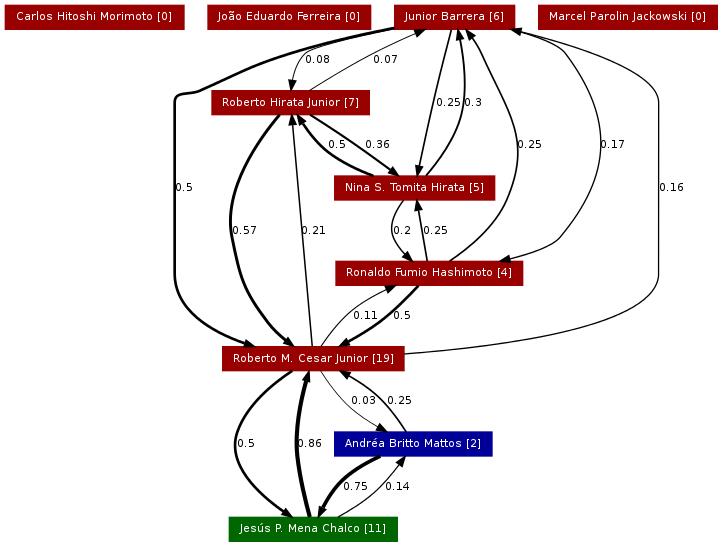 Carlos Hitoshi Morimoto [0]
João Eduardo Ferreira [0]
Junior Barrera [6]
Marcel Parolin Jackowski [0]
0.08
0.07
Roberto Hirata Junior [7]
0.25
0.3
0.5
0.36
0.25
0.17
0.5
Nina S. Tomita Hirata [5]
0.16
0.57
0.21
0.2
0.25
Ronaldo Fumio Hashimoto [4]
0.11
0.5
Roberto M. Cesar Junior [19]
0.03
0.25
0.5
0.86
Andréa Britto Mattos [2]
0.75
0.14
Jesús P. Mena Chalco [11]